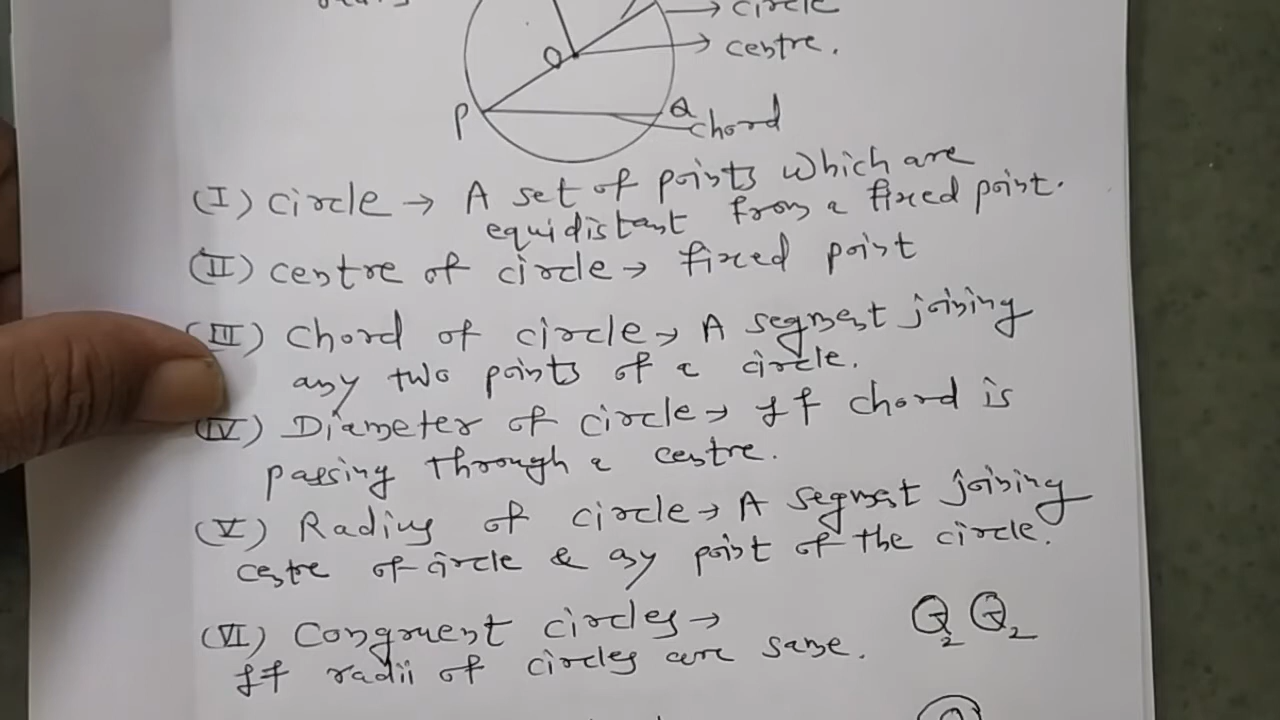 circle
O
centre.
P
Q
chord
(I) circle → A set of points which are
equidistant from a fixed point.
(II) centre of circle → fixed point
(III) Chord of circle → A segment joining
any two points of a circle.
(IV) Diameter of circle → If chord is
passing through a centre.
(V) Radius of circle → A segment joining
centre of circle & any point of the circle.
(VI) Congruent circles →
If radii of circles are same.
2 2